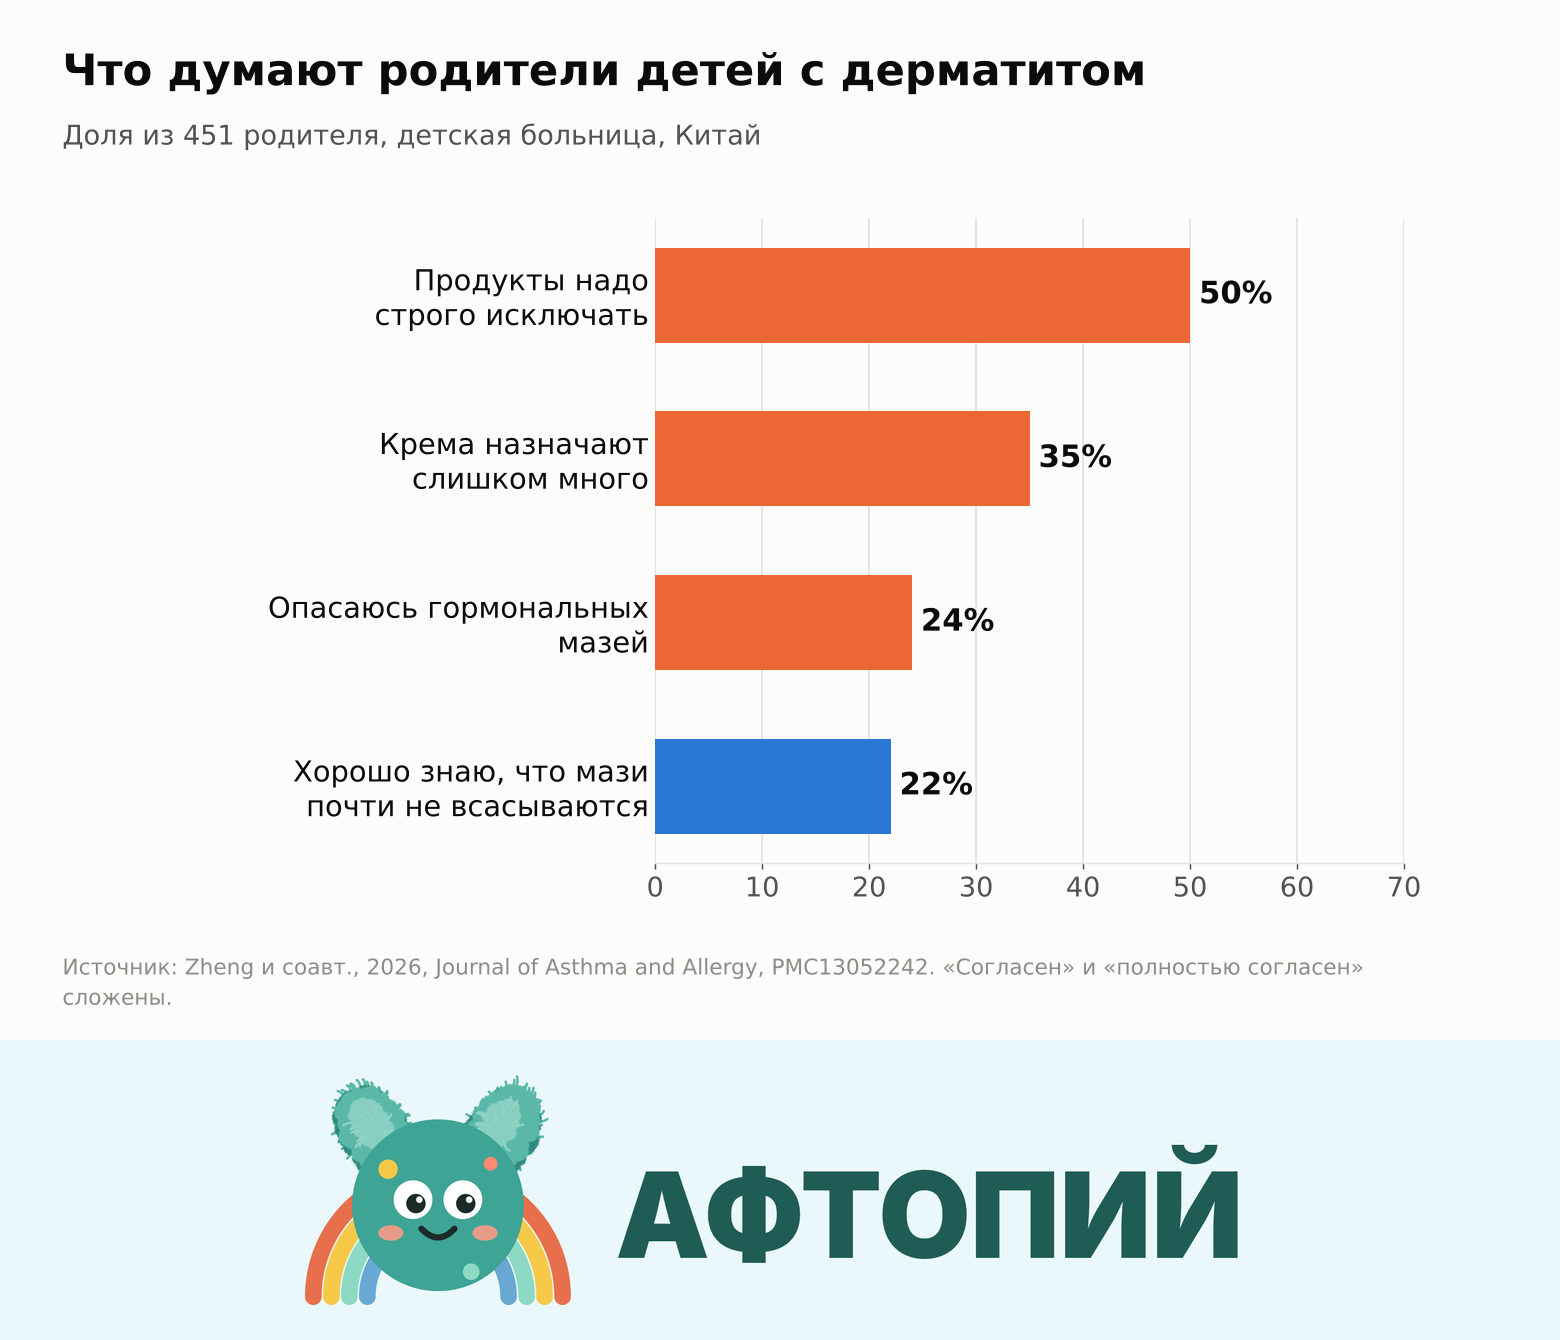 Что думают родители детей с дерматитом
Доля из 451 родителя, детская больница, Китай
Продукты надо
строго исключать
50%
Крема назначают
слишком много
35%
Опасаюсь гормональных
мазей
24%
Хорошо знаю, что мази
почти не всасываются
22%
0 10 20 30 40 50 60 70
Источник: Zheng и соавт., 2026, Journal of Asthma and Allergy, PMC13052242. «Согласен» и «полностью согласен»
сложены.
АФТОПИЙ